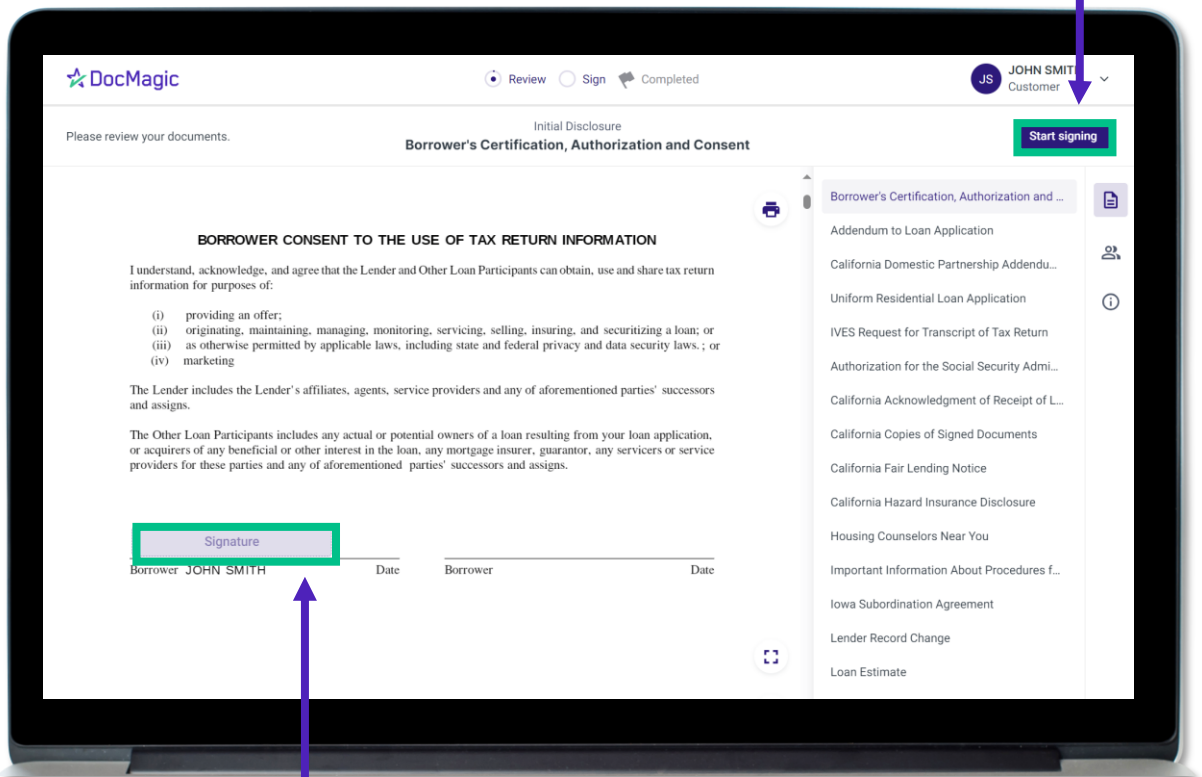 DocMagic
Review Sign Completed
JS
JOHN SMITH
Customer
Please review your documents.
Initial Disclosure
Borrower's Certification, Authorization and Consent
Start signing
BORROWER CONSENT TO THE USE OF TAX RETURN INFORMATION
I understand, acknowledge, and agree that the Lender and Other Loan Participants can obtain, use and share tax return
information for purposes of:
(i) providing an offer;
(ii) originating, maintaining, managing, monitoring, servicing, selling, insuring, and securitizing a loan; or
(iii) as otherwise permitted by applicable laws, including state and federal privacy and data security laws. ; or
(iv) marketing
The Lender includes the Lender's affiliates, agents, service providers and any of aforementioned parties' successors
and assigns.
The Other Loan Participants includes any actual or potential owners of a loan resulting from your loan application,
or acquirers of any beneficial or other interest in the loan, any mortgage insurer, guarantor, any servicers or service
providers for these parties and any of aforementioned parties' successors and assigns.
Signature
Borrower JOHN SMITH Date Borrower Date
Borrower's Certification, Authorization and ...
Addendum to Loan Application
California Domestic Partnership Addendu...
Uniform Residential Loan Application
IVES Request for Transcript of Tax Return
Authorization for the Social Security Admi...
California Acknowledgment of Receipt of L...
California Copies of Signed Documents
California Fair Lending Notice
California Hazard Insurance Disclosure
Housing Counselors Near You
Important Information About Procedures f...
Iowa Subordination Agreement
Lender Record Change
Loan Estimate